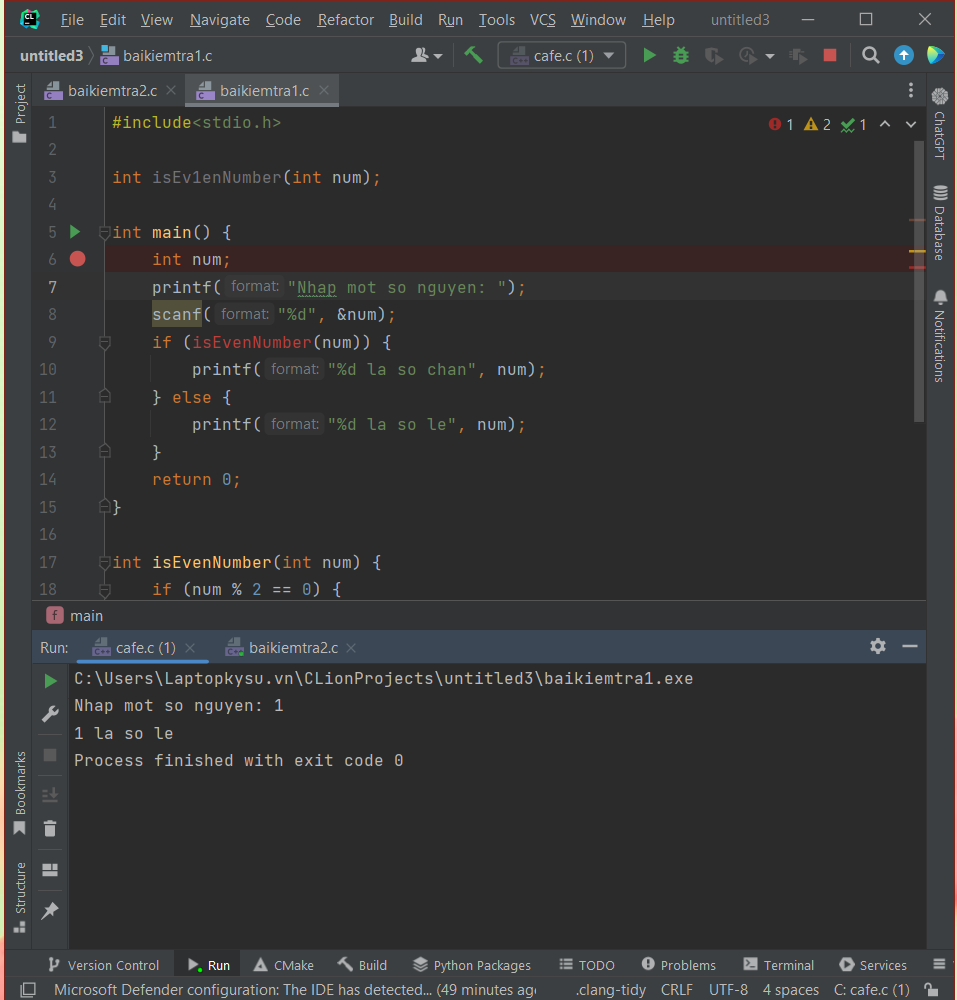 File Edit View Navigate Code Refactor Build Run Tools VCS Window Help untitled3
untitled3 baikiemtra1.c cafe.c (1)
baikiemtra2.c baikiemtra1.c
Project
1 #include<stdio.h> 1 2 1
2
3 int isEv1enNumber(int num);
4
5 int main() {
6 int num;
7 printf( format: "Nhap mot so nguyen: ");
8 scanf( format: "%d", &num);
9 if (isEvenNumber(num)) {
10 printf( format: "%d la so chan", num);
11 } else {
12 printf( format: "%d la so le", num);
13 }
14 return 0;
15 }
16
17 int isEvenNumber(int num) {
18 if (num % 2 == 0) {
ChatGPT
Database
Notifications
f main
Run: cafe.c (1) baikiemtra2.c
C:\Users\Laptopkysu.vn\CLionProjects\untitled3\baikiemtra1.exe
Nhap mot so nguyen: 1
1 la so le
Process finished with exit code 0
Bookmarks
Structure
Version Control Run CMake Build Python Packages TODO Problems Terminal Services
Microsoft Defender configuration: The IDE has detected... (49 minutes ago .clang-tidy CRLF UTF-8 4 spaces C: cafe.c (1)